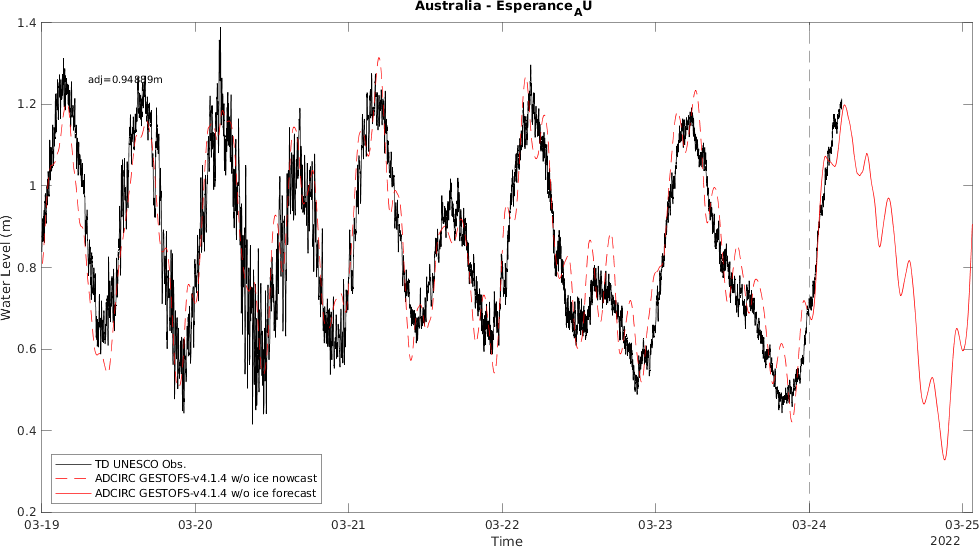 Australia - Esperance_AU
1.4
adj=0.94889m
1.2
1
0.8
0.6
0.4
0.2
Water Level (m)
TD UNESCO Obs.
ADCIRC GESTOFS-v4.1.4 w/o ice nowcast
ADCIRC GESTOFS-v4.1.4 w/o ice forecast
03-19 03-20 03-21 03-22 03-23 03-24 03-25
Time
2022